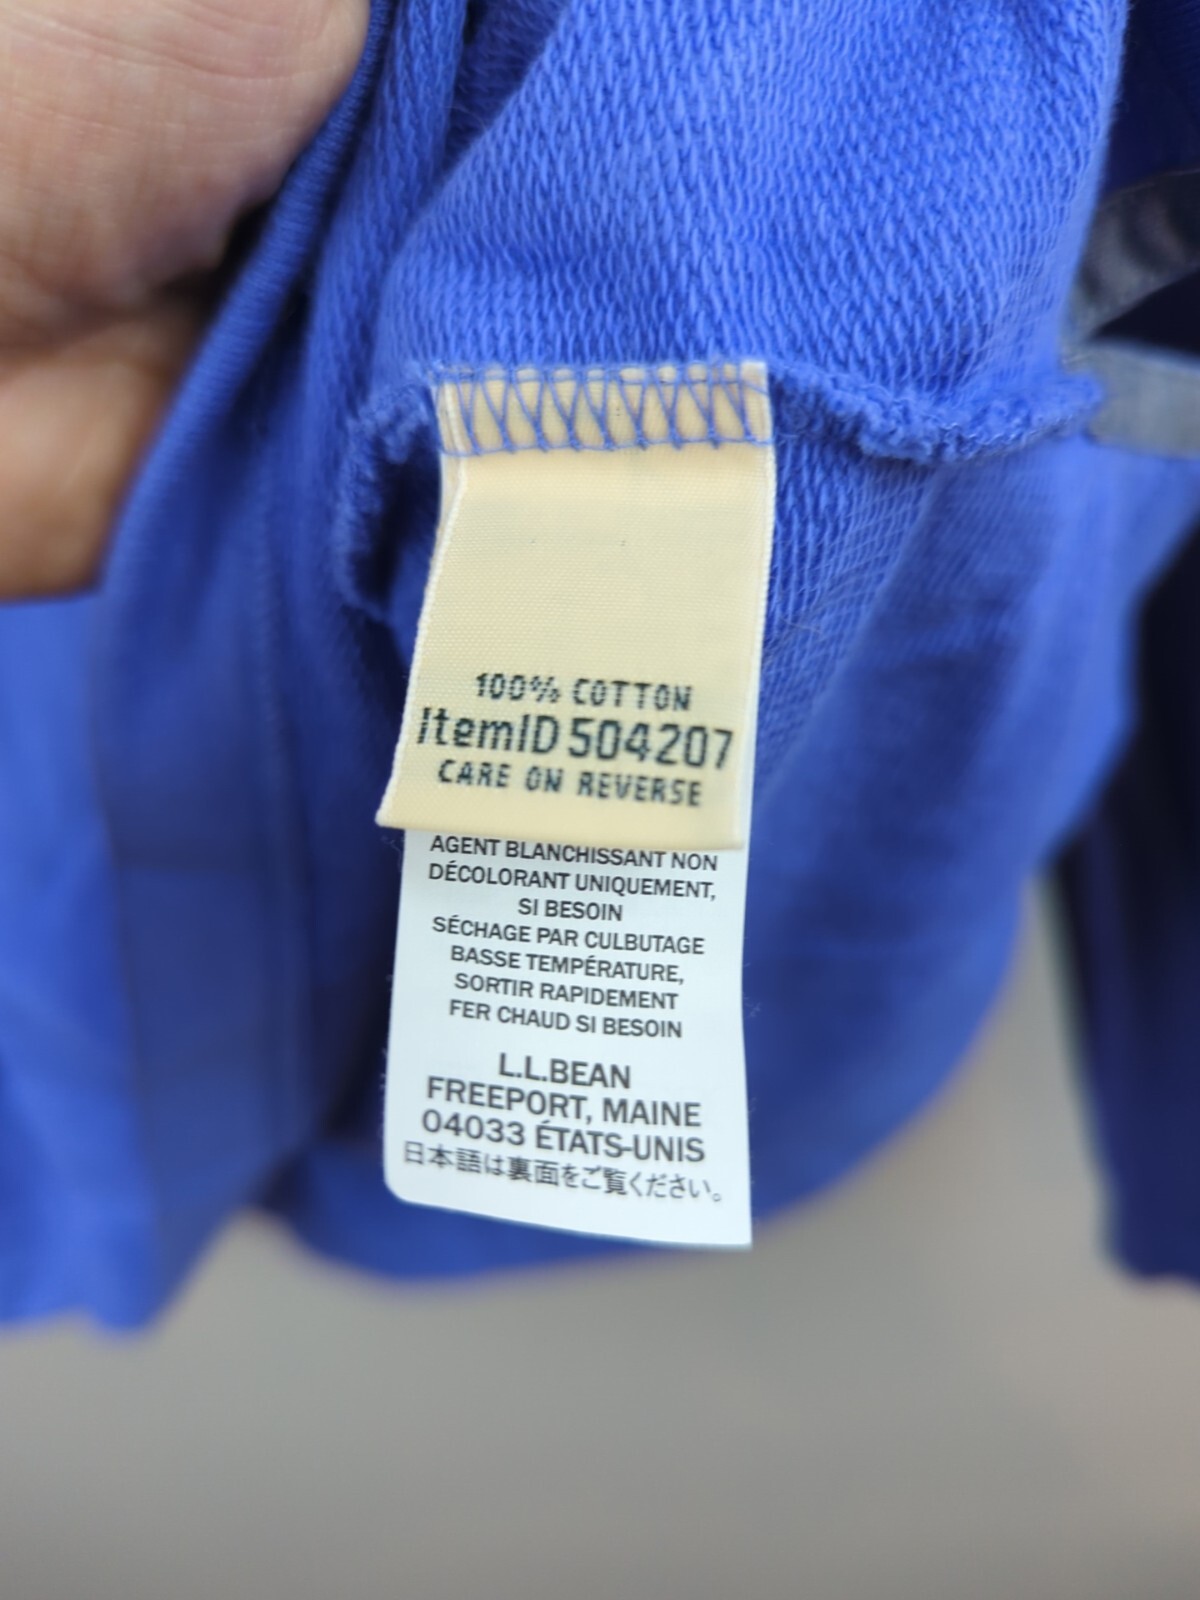 100% COTTON
ItemID 504207
CARE ON REVERSE
AGENT BLANCHISSANT NON
DÉCOLORANT UNIQUEMENT,
SI BESOIN
SÉCHAGE PAR CULBUTAGE
BASSE TEMPÉRATURE,
SORTIR RAPIDEMENT
FER CHAUD SI BESOIN
L.L.BEAN
FREEPORT, MAINE
04033 ÉTATS-UNIS
日本語は裏面をご覧ください。